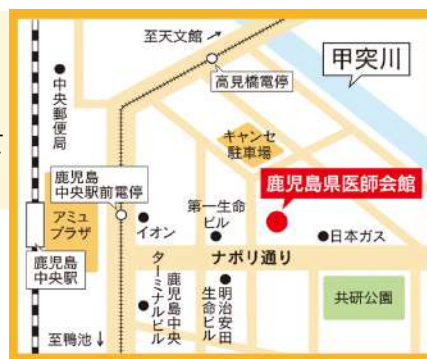 至天文館
甲突川
高見橋電停
中央郵便局
キャンセ
駐車場
鹿児島
中央駅前電停
鹿児島県医師会館
第一生命
ビル
アミュ
プラザ
イオン
日本ガス
ナポリ通り
鹿児島
中央駅
鹿児島中央
ターミナルビル
明治安田
生命ビル
共研公園
至鴨池